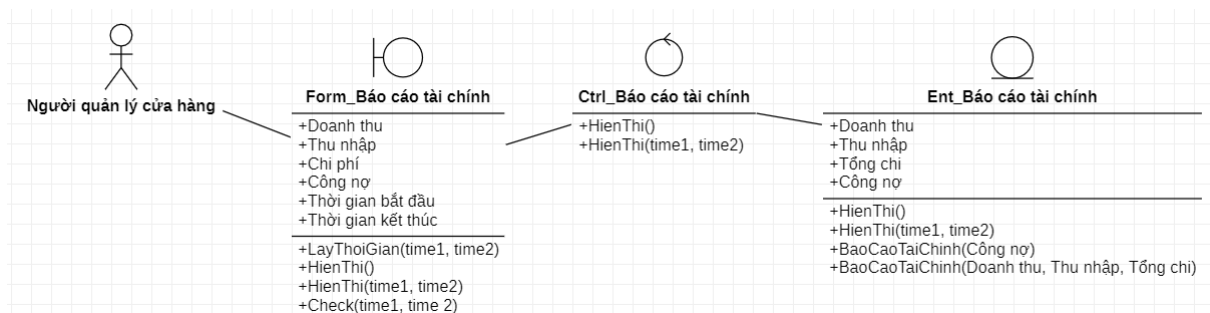 Người quản lý cửa hàng
Form_Báo cáo tài chính
+Doanh thu
+Thu nhập
+Chi phí
+Công nợ
+Thời gian bắt đầu
+Thời gian kết thúc
+LayThoiGian(time1, time2)
+HienThi()
+HienThi(time1, time2)
+Check(time1, time 2)
Ctrl_Báo cáo tài chính
+HienThi()
+HienThi(time1, time2)
Ent_Báo cáo tài chính
+Doanh thu
+Thu nhập
+Tổng chi
+Công nợ
+HienThi()
+HienThi(time1, time2)
+BaoCaoTaiChinh(Công nợ)
+BaoCaoTaiChinh(Doanh thu, Thu nhập, Tổng chi)